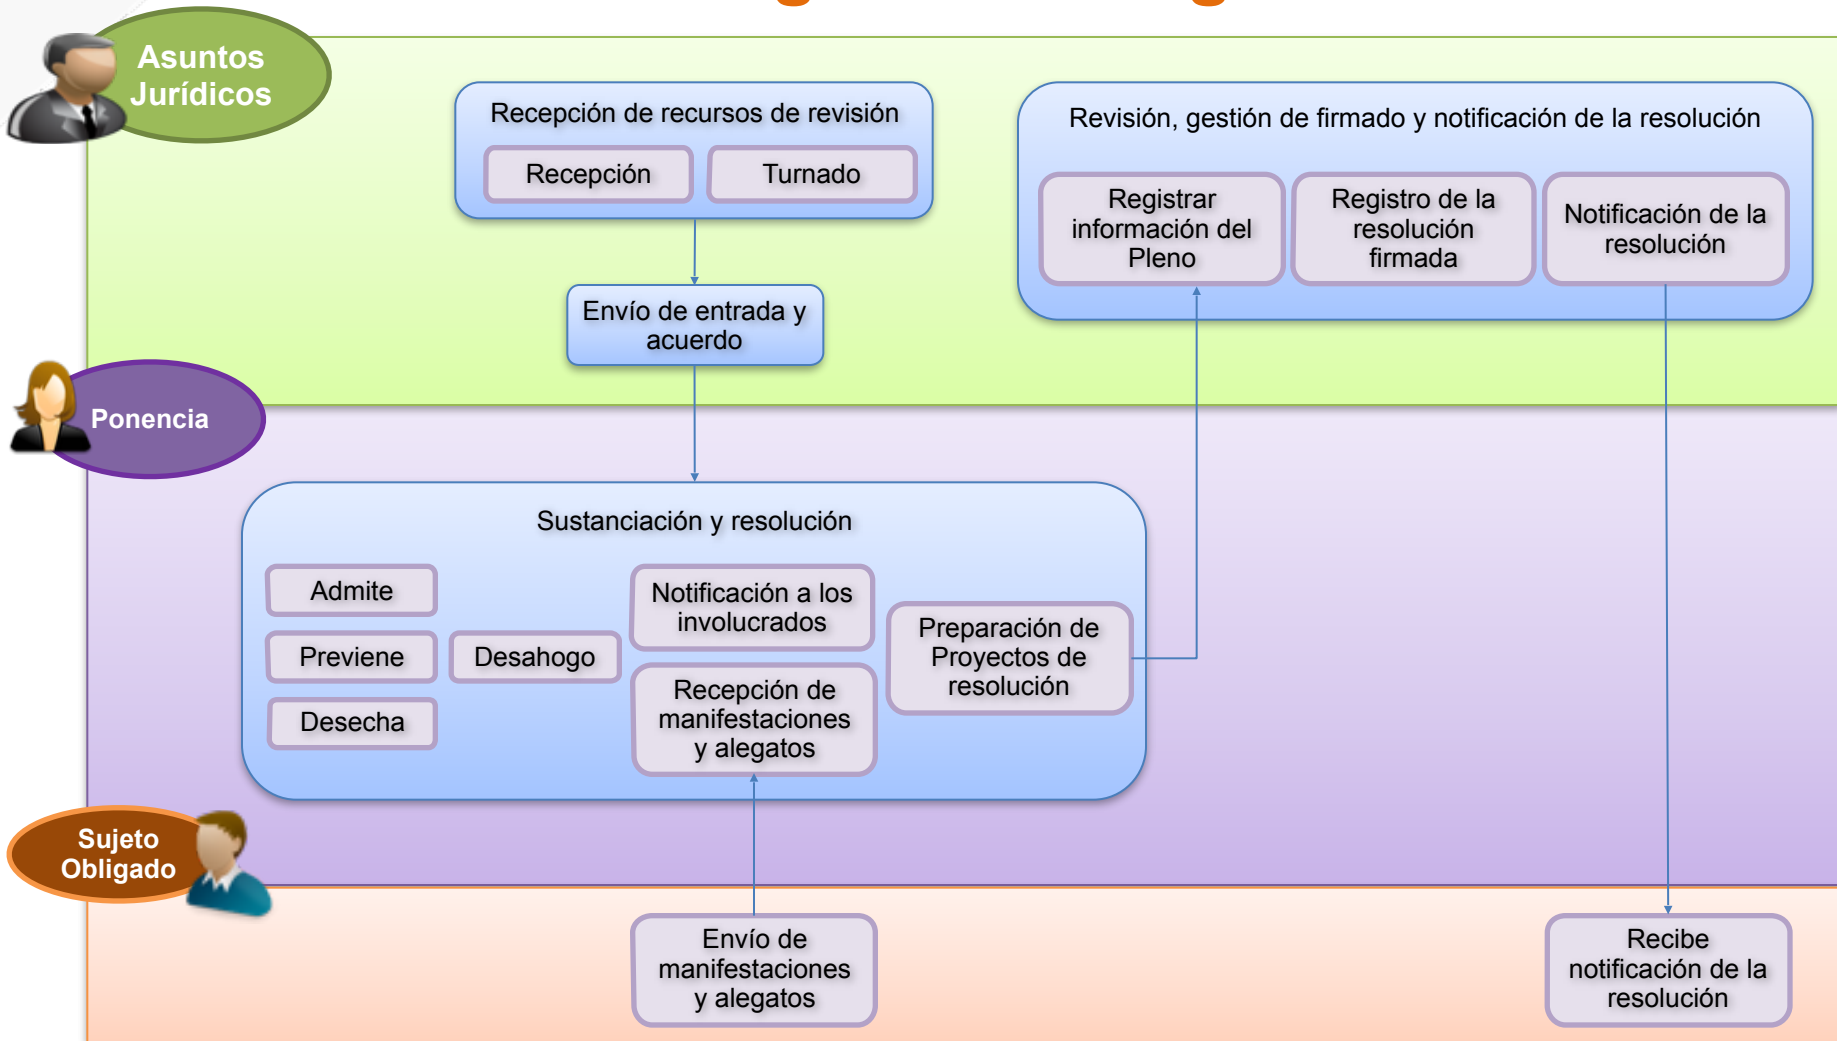 Asuntos
Jurídicos
Recepción de recursos de revisión
Recepción
Turnado
Envío de entrada y
acuerdo
Revisión, gestión de firmado y notificación de la resolución
Registrar
información del
Pleno
Registro de la
resolución
firmada
Notificación de la
resolución
Ponencia
Sustanciación y resolución
Admite
Previene
Desecha
Desahogo
Notificación a los
involucrados
Recepción de
manifestaciones
y alegatos
Preparación de
Proyectos de
resolución
Sujeto
Obligado
Envío de
manifestaciones
y alegatos
Recibe
notificación de la
resolución